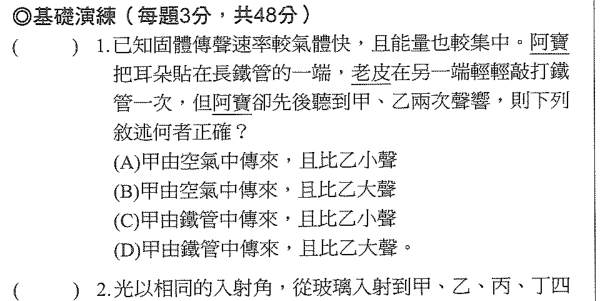 ◎基礎演練（每題3分，共48分）
(　　) 1.已知固體傳聲速率較氣體快，且能量也較集中。阿寶
把耳朵貼在長鐵管的一端，老皮在另一端輕輕敲打鐵
管一次，但阿寶卻先後聽到甲、乙兩次聲響，則下列
敘述何者正確？
(A)甲由空氣中傳來，且比乙小聲
(B)甲由空氣中傳來，且比乙大聲
(C)甲由鐵管中傳來，且比乙小聲
(D)甲由鐵管中傳來，且比乙大聲。
(　　) 2.光以相同的入射角，從玻璃入射到甲、乙、丙、丁四